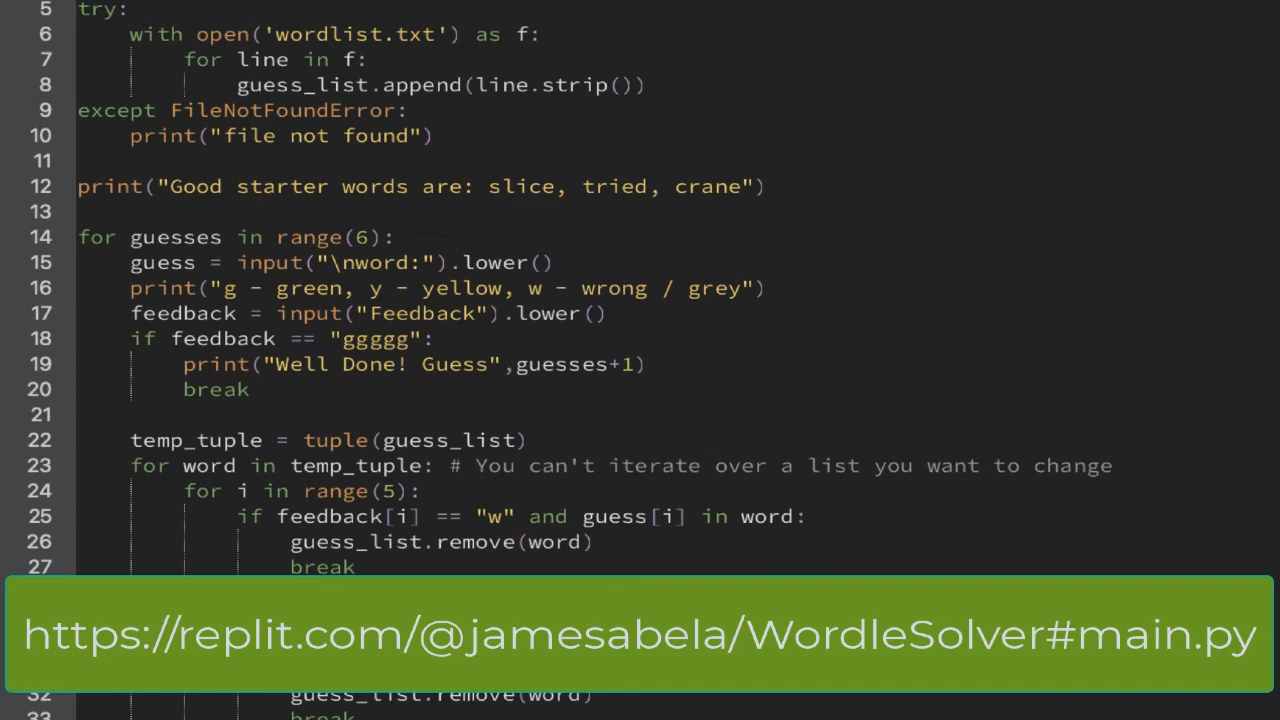 5 try:
6 with open('wordlist.txt') as f:
7 for line in f:
8 guess_list.append(line.strip())
9 except FileNotFoundError:
10 print("file not found")
11
12 print("Good starter words are: slice, tried, crane")
13
14 for guesses in range(6):
15 guess = input("\nword:").lower()
16 print("g - green, y - yellow, w - wrong / grey")
17 feedback = input("Feedback").lower()
18 if feedback == "ggggg":
19 print("Well Done! Guess",guesses+1)
20 break
21
22 temp_tuple = tuple(guess_list)
23 for word in temp_tuple: # You can't iterate over a list you want to change
24 for i in range(5):
25 if feedback[i] == "w" and guess[i] in word:
26 guess_list.remove(word)
27 break
https://replit.com/@jamesabela/WordleSolver#main.py
32 guess_list.remove(word)
33 break